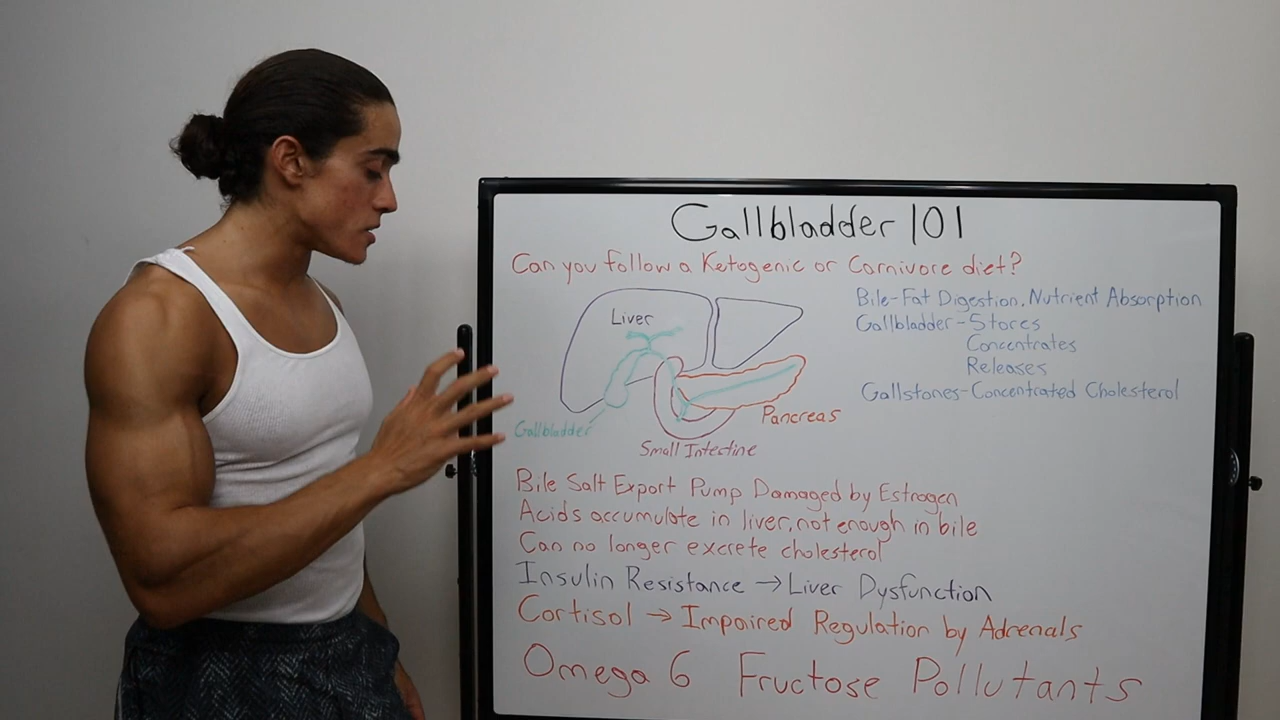 Gallbladder 101
Can you follow a Ketogenic or Carnivore diet?
Bile-Fat Digestion, Nutrient Absorption
Gallbladder-Stores
Concentrates
Releases
Gallstones-Concentrated Cholesterol
Liver
Gallbladder
Pancreas
Small Intestine
Bile Salt Export Pump Damaged by Estrogen
Acids accumulate in liver, not enough in bile
Can no longer excrete cholesterol
Insulin Resistance → Liver Dysfunction
Cortisol → Impaired Regulation by Adrenals
Omega 6 Fructose Pollutants